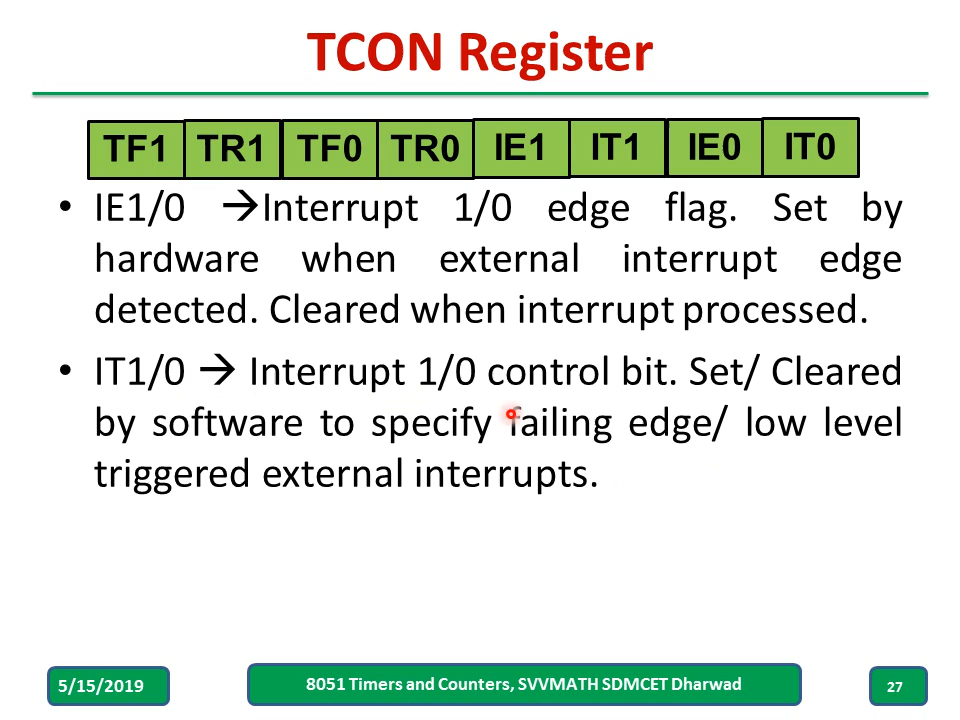 TCON Register
TF1 TR1 TF0 TR0 IE1 IT1 IE0 IT0
• IE1/0 →Interrupt 1/0 edge flag. Set by
hardware when external interrupt edge
detected. Cleared when interrupt processed.
• IT1/0 → Interrupt 1/0 control bit. Set/ Cleared
by software to specify failing edge/ low level
triggered external interrupts.
5/15/2019 8051 Timers and Counters, SVVMATH SDMCET Dharwad 27